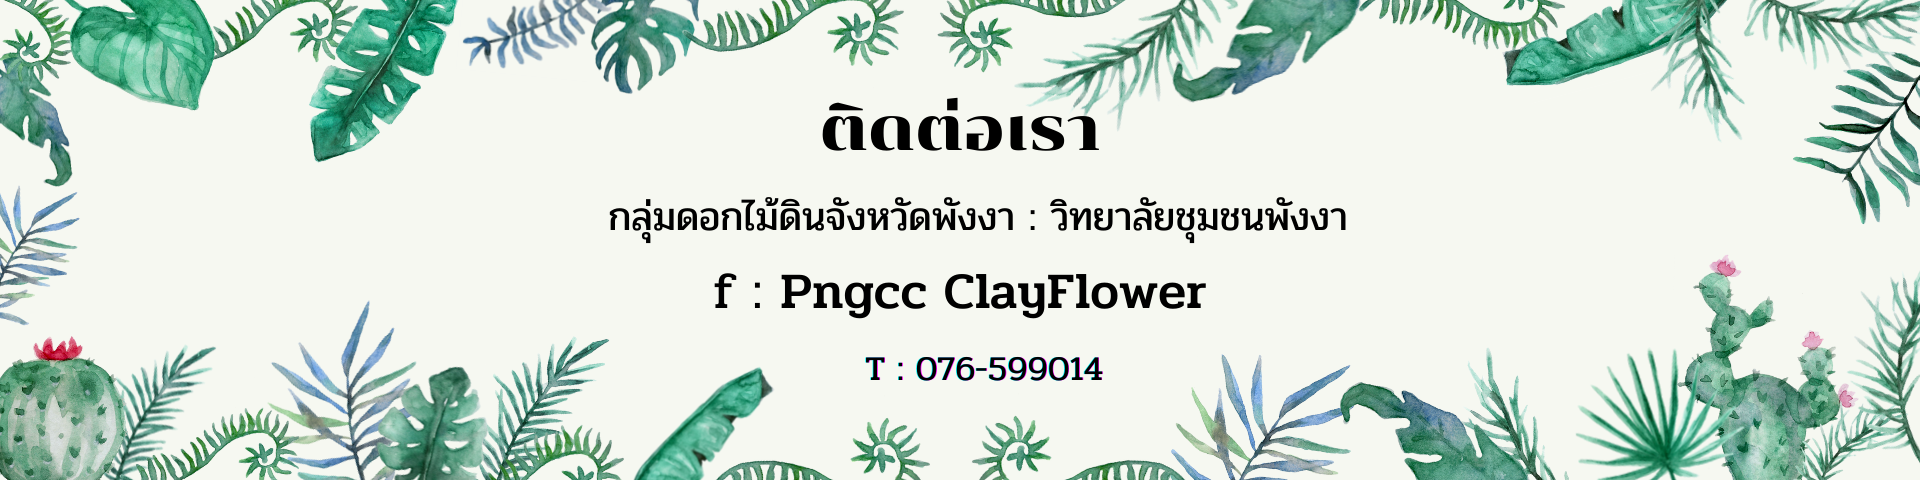 ติดต่อเรา
กลุ่มดอกไม้ดินจังหวัดพังงา : วิทยาลัยชุมชนพังงา
f : Pngcc ClayFlower
T : 076-599014